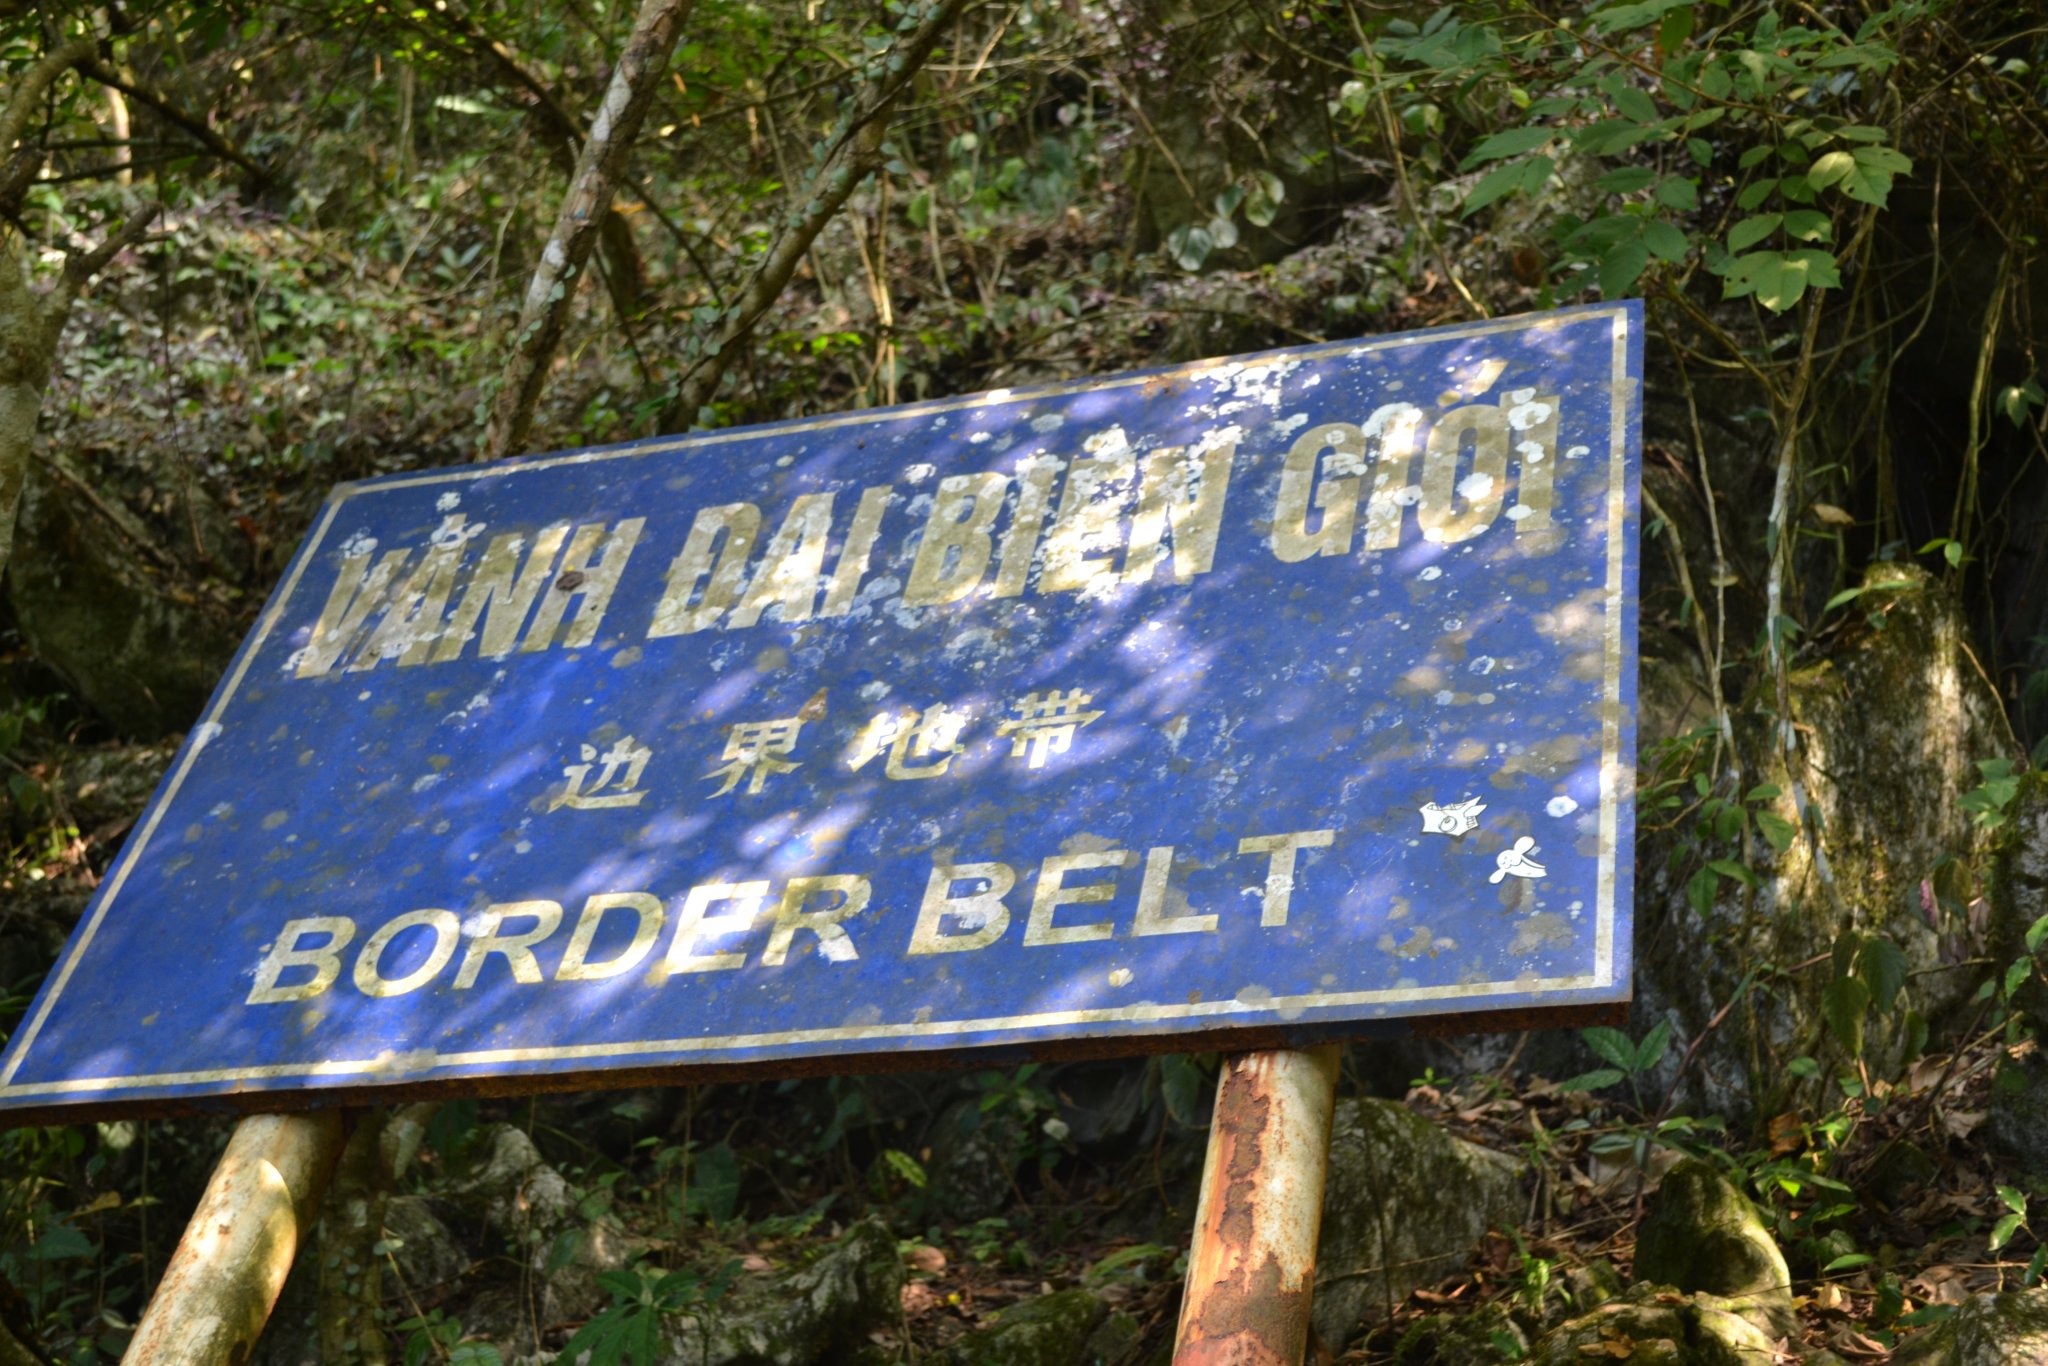 VÀNH ĐAI BIÊN GIỚI
边界地带
BORDER BELT